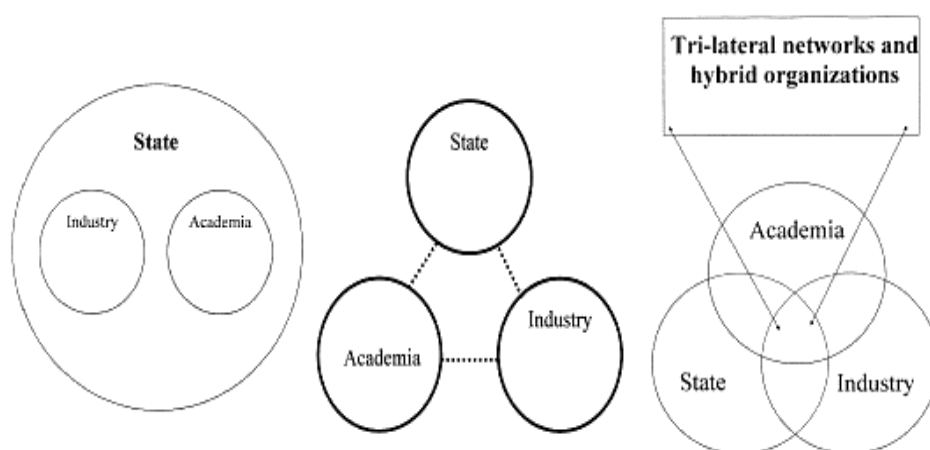 State
Industry
Academia
State
Academia
Industry
Tri-lateral networks and
hybrid organizations
Academia
State
Industry